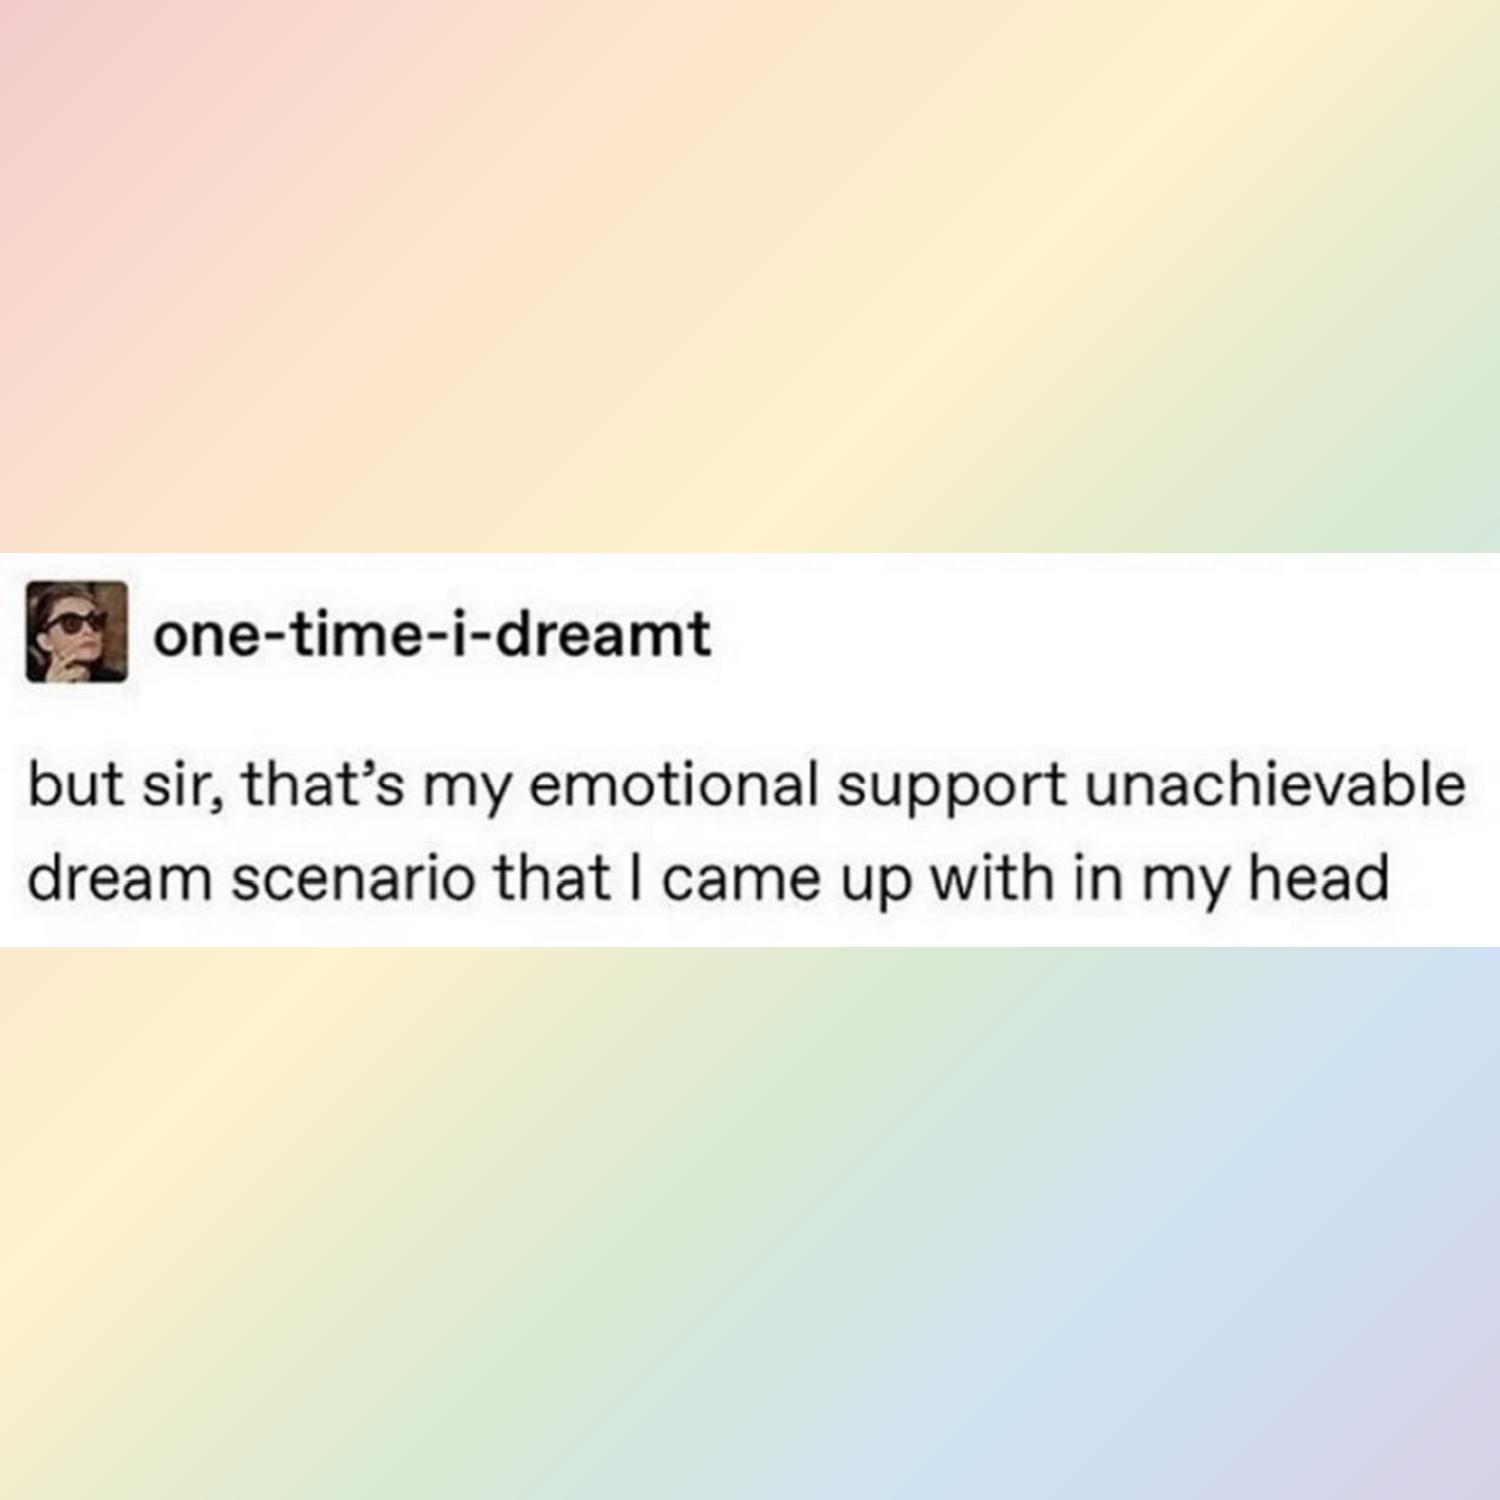 one-time-i-dreamt
but sir, that’s my emotional support unachievable
dream scenario that I came up with in my head